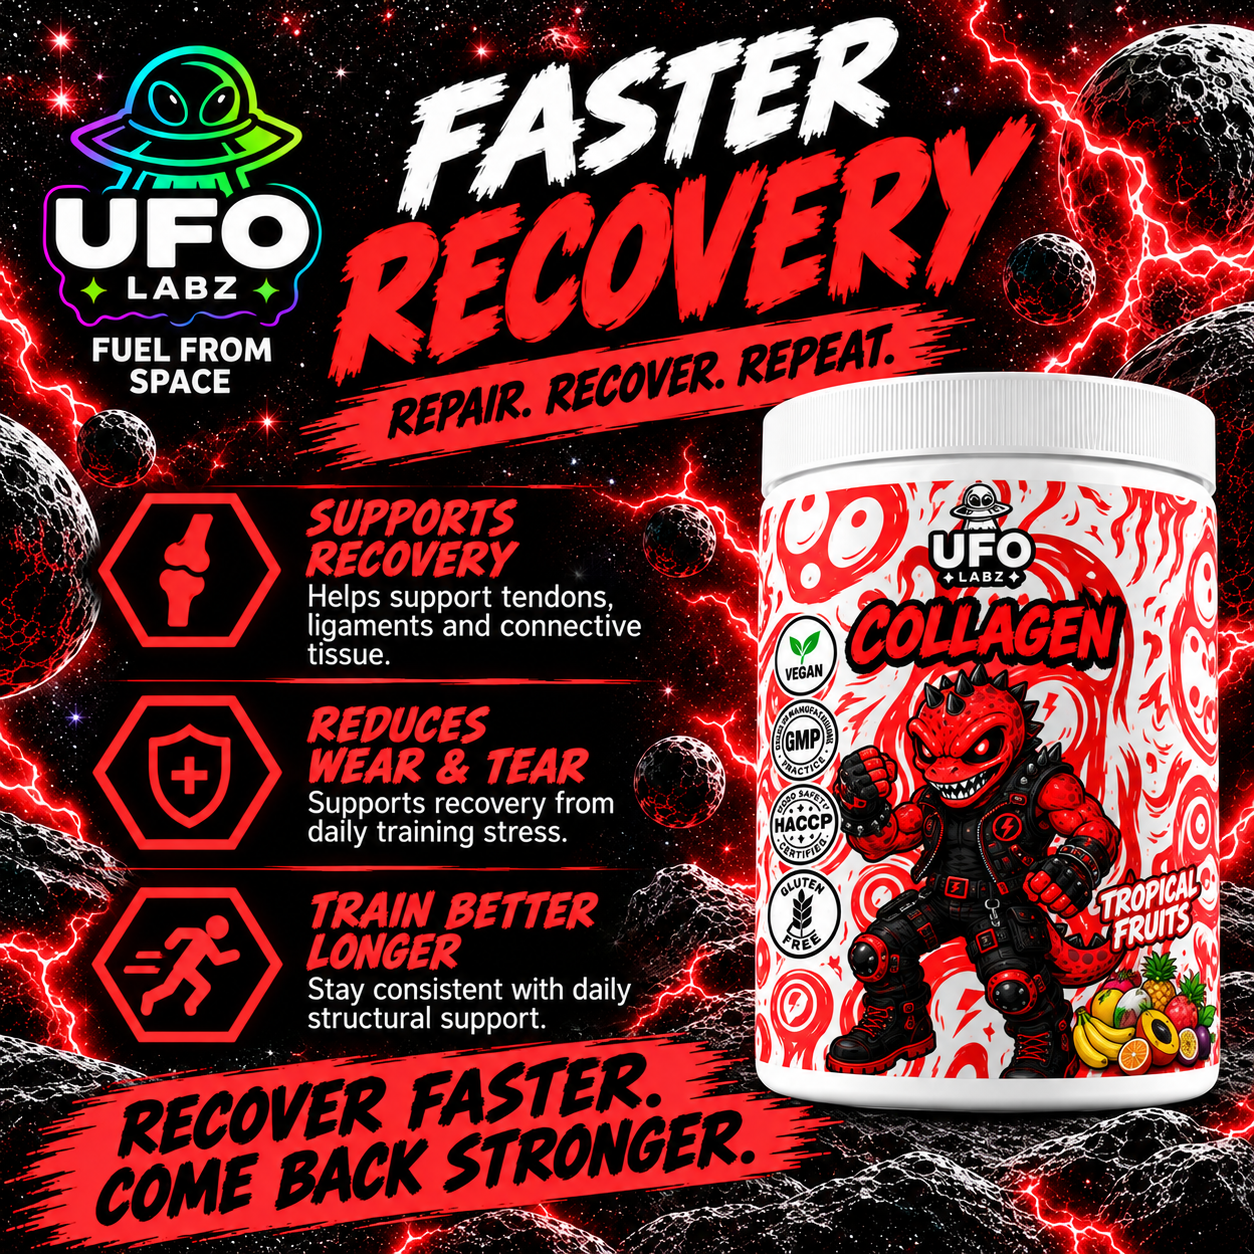 UFO
LABZ
FUEL FROM
SPACE
FASTER
RECOVERY
REPAIR. RECOVER. REPEAT.
SUPPORTS
RECOVERY
Helps support tendons,
ligaments and connective
tissue.
REDUCES
WEAR & TEAR
Supports recovery from
daily training stress.
TRAIN BETTER
LONGER
Stay consistent with daily
structural support.
RECOVER FASTER.
COME BACK STRONGER.
UFO
LABZ
COLLAGEN
VEGAN
GMP
PRACTICE
HACCP
CERTIFIED
GLUTEN
FREE
TROPICAL
FRUITS